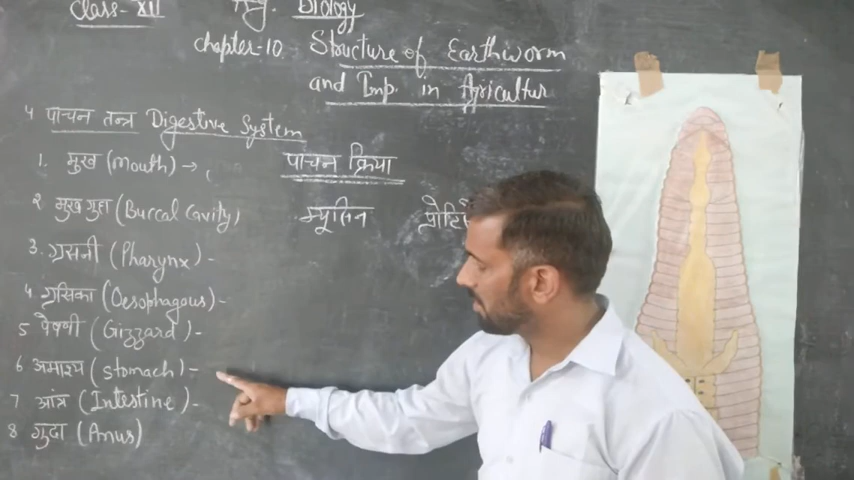 Class- XII Ag. Biology
Chapter-10. Structure of Earthworm
and Imp. in Agricultur
4 पाचन तन्त्र Digestive System
1. मुख (Mouth) →
पाचन क्रिया
2 मुख गुहा (Buccal Cavity)
म्यूसिन
3. ग्रसनी (Pharynx) -
4. ग्रसिका (Oesophagous) -
5 पेषणी (Gizzard) -
6 अमाशय (Stomach) -
7 आंत्र (Intestine) -
8 गुदा (Anus)